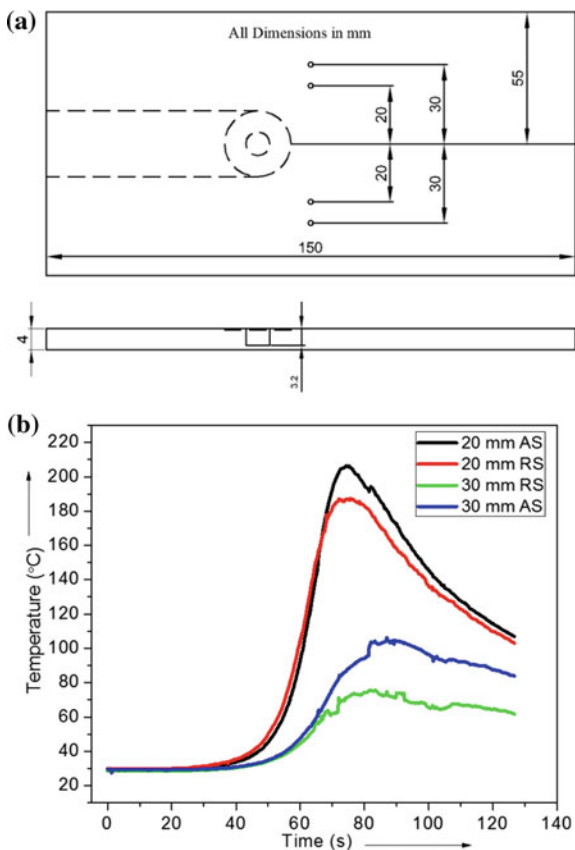 (a)
All Dimensions in mm
20
30
55
20
30
150
4
3.2
(b)
220
200
180
160
140
120
100
80
60
40
20
Temperature (°C)
20 mm AS
20 mm RS
30 mm RS
30 mm AS
0 20 40 60 80 100 120 140
Time (s)